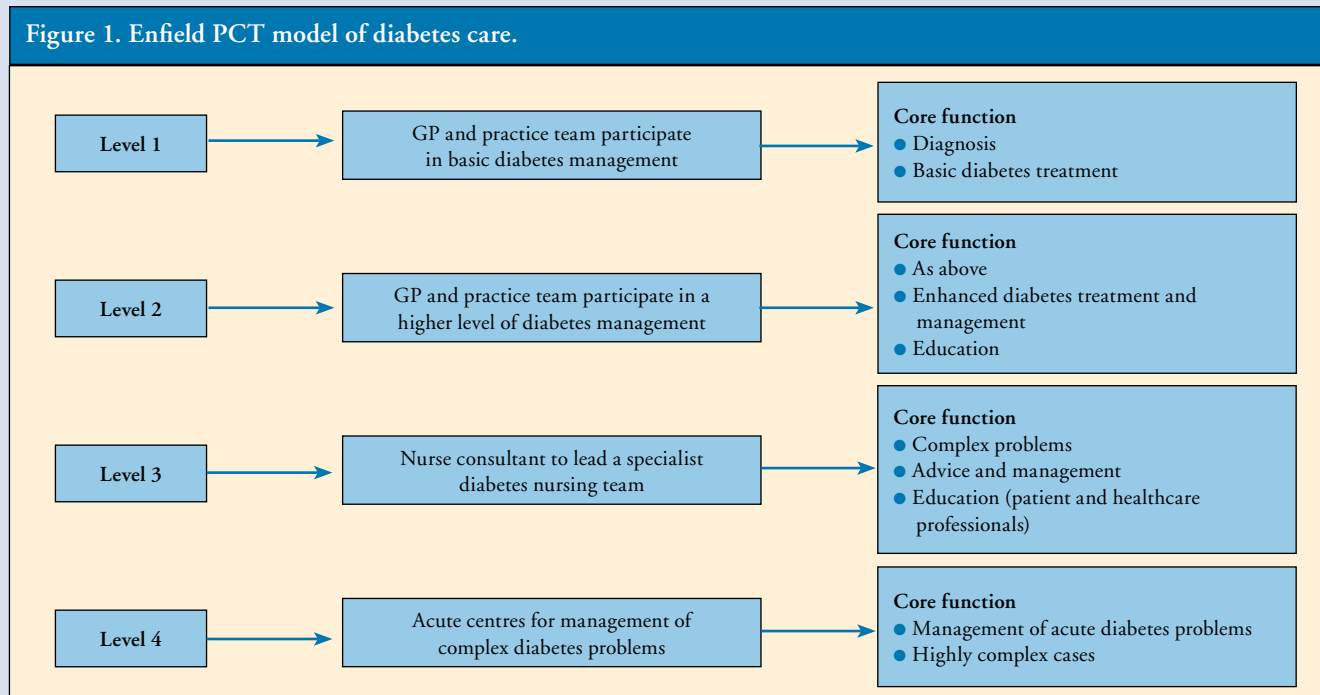 Figure 1. Enfield PCT model of diabetes care.
Level 1
GP and practice team participate
in basic diabetes management
Core function
● Diagnosis
● Basic diabetes treatment
Level 2
GP and practice team participate in a
higher level of diabetes management
Core function
● As above
● Enhanced diabetes treatment and
management
● Education
Level 3
Nurse consultant to lead a specialist
diabetes nursing team
Core function
● Complex problems
● Advice and management
● Education (patient and healthcare
professionals)
Level 4
Acute centres for management of
complex diabetes problems
Core function
● Management of acute diabetes problems
● Highly complex cases